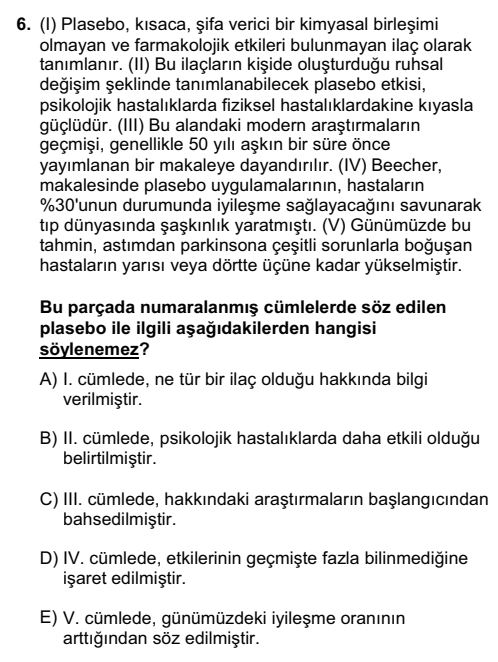 6. (I) Plasebo, kısaca, şifa verici bir kimyasal birleşimi
olmayan ve farmakolojik etkileri bulunmayan ilaç olarak
tanımlanır. (II) Bu ilaçların kişide oluşturduğu ruhsal
değişim şeklinde tanımlanabilecek plasebo etkisi,
psikolojik hastalıklarda fiziksel hastalıklardakine kıyasla
güçlüdür. (III) Bu alandaki modern araştırmaların
geçmişi, genellikle 50 yılı aşkın bir süre önce
yayımlanan bir makaleye dayandırılır. (IV) Beecher,
makalesinde plasebo uygulamalarının, hastaların
%30'unun durumunda iyileşme sağlayacağını savunarak
tıp dünyasında şaşkınlık yaratmıştı. (V) Günümüzde bu
tahmin, astımdan parkinsona çeşitli sorunlarla boğuşan
hastaların yarısı veya dörtte üçüne kadar yükselmiştir.
Bu parçada numaralanmış cümlelerde söz edilen
plasebo ile ilgili aşağıdakilerden hangisi
söylenemez?
A) I. cümlede, ne tür bir ilaç olduğu hakkında bilgi
verilmiştir.
B) II. cümlede, psikolojik hastalıklarda daha etkili olduğu
belirtilmiştir.
C) III. cümlede, hakkındaki araştırmaların başlangıcından
bahsedilmiştir.
D) IV. cümlede, etkilerinin geçmişte fazla bilinmediğine
işaret edilmiştir.
E) V. cümlede, günümüzdeki iyileşme oranının
arttığından söz edilmiştir.